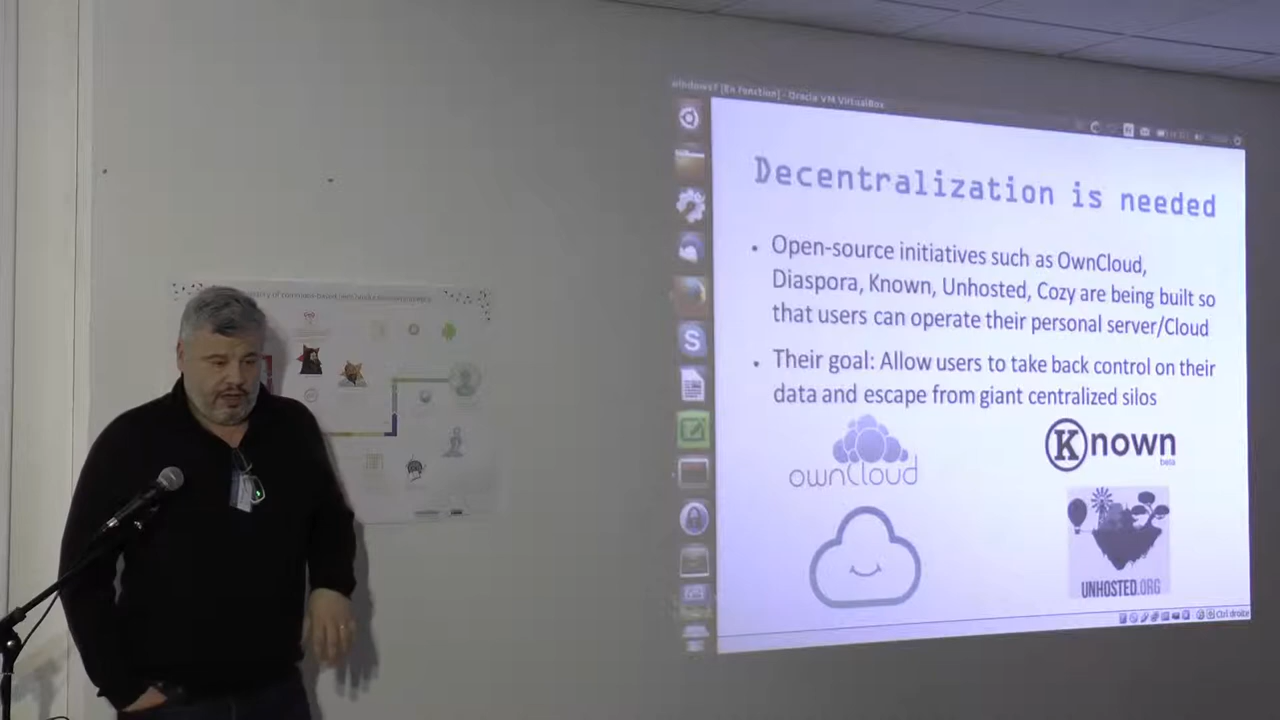 windows7 [En fonction] - Oracle VM VirtualBox
Decentralization is needed
• Open-source initiatives such as OwnCloud,
Diaspora, Known, Unhosted, Cozy are being built so
that users can operate their personal server/Cloud
• Their goal: Allow users to take back control on their
data and escape from giant centralized silos
ownCloud
Known
beta
UNHOSTED.ORG
Ctrl droite
S